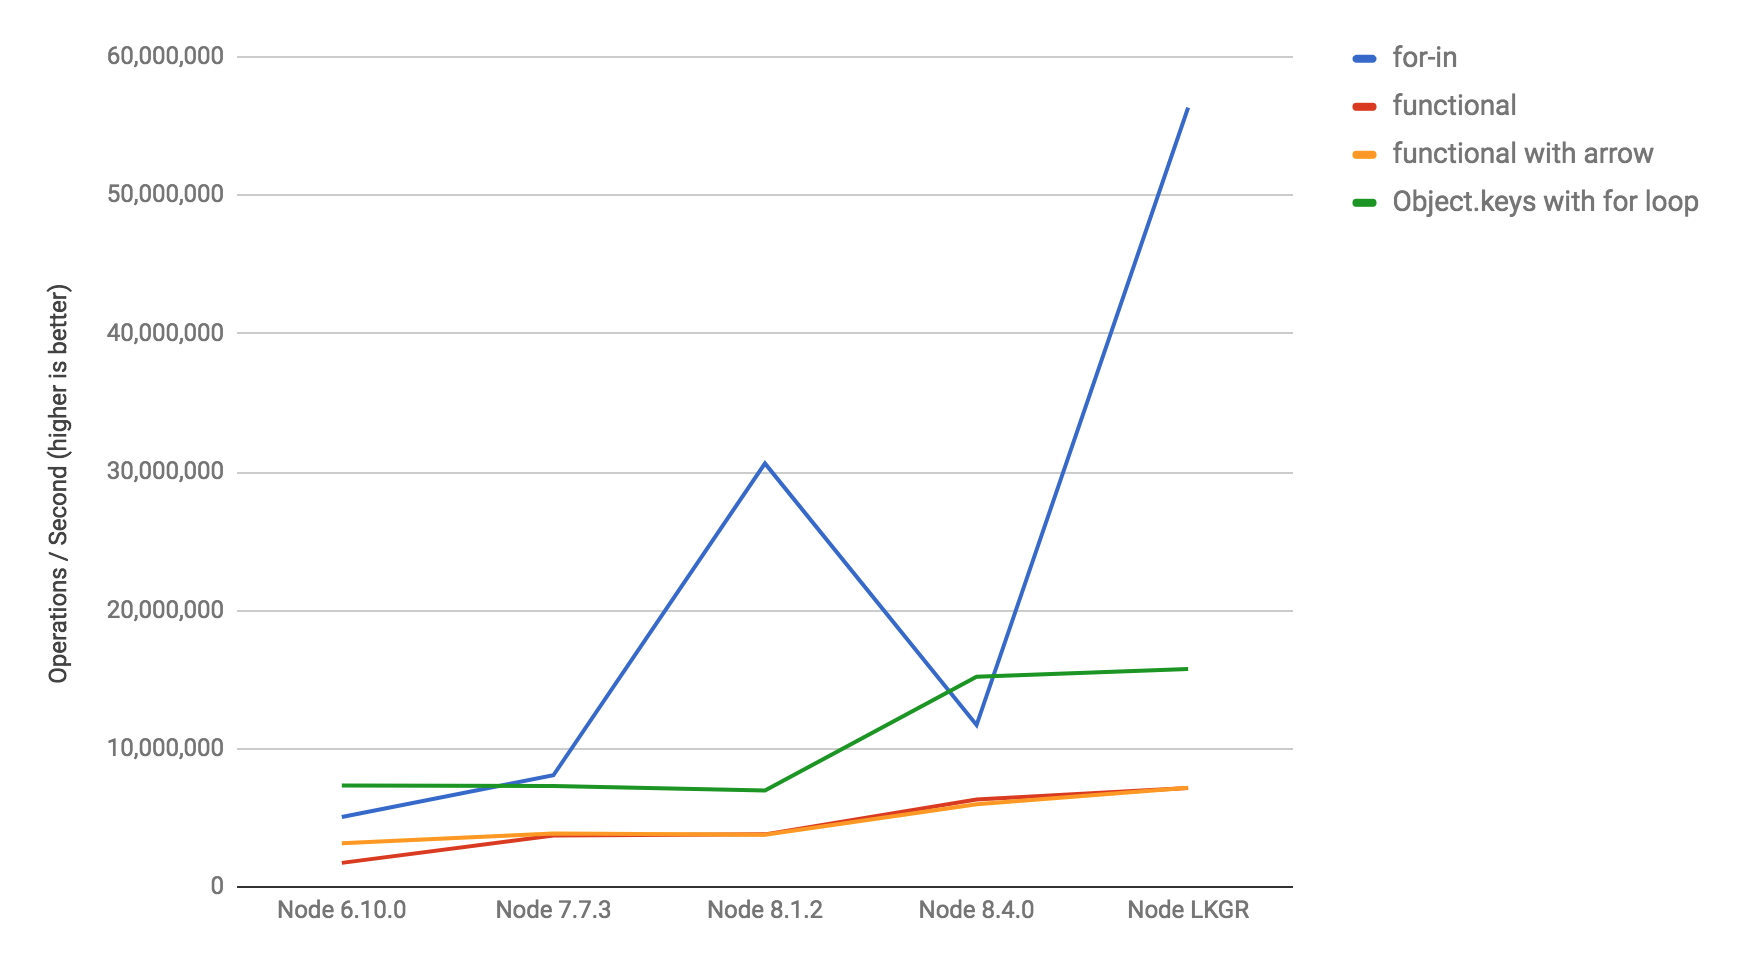 60,000,000
50,000,000
40,000,000
30,000,000
20,000,000
10,000,000
0
Operations / Second (higher is better)
Node 6.10.0
Node 7.7.3
Node 8.1.2
Node 8.4.0
Node LKGR
for-in
functional
functional with arrow
Object.keys with for loop